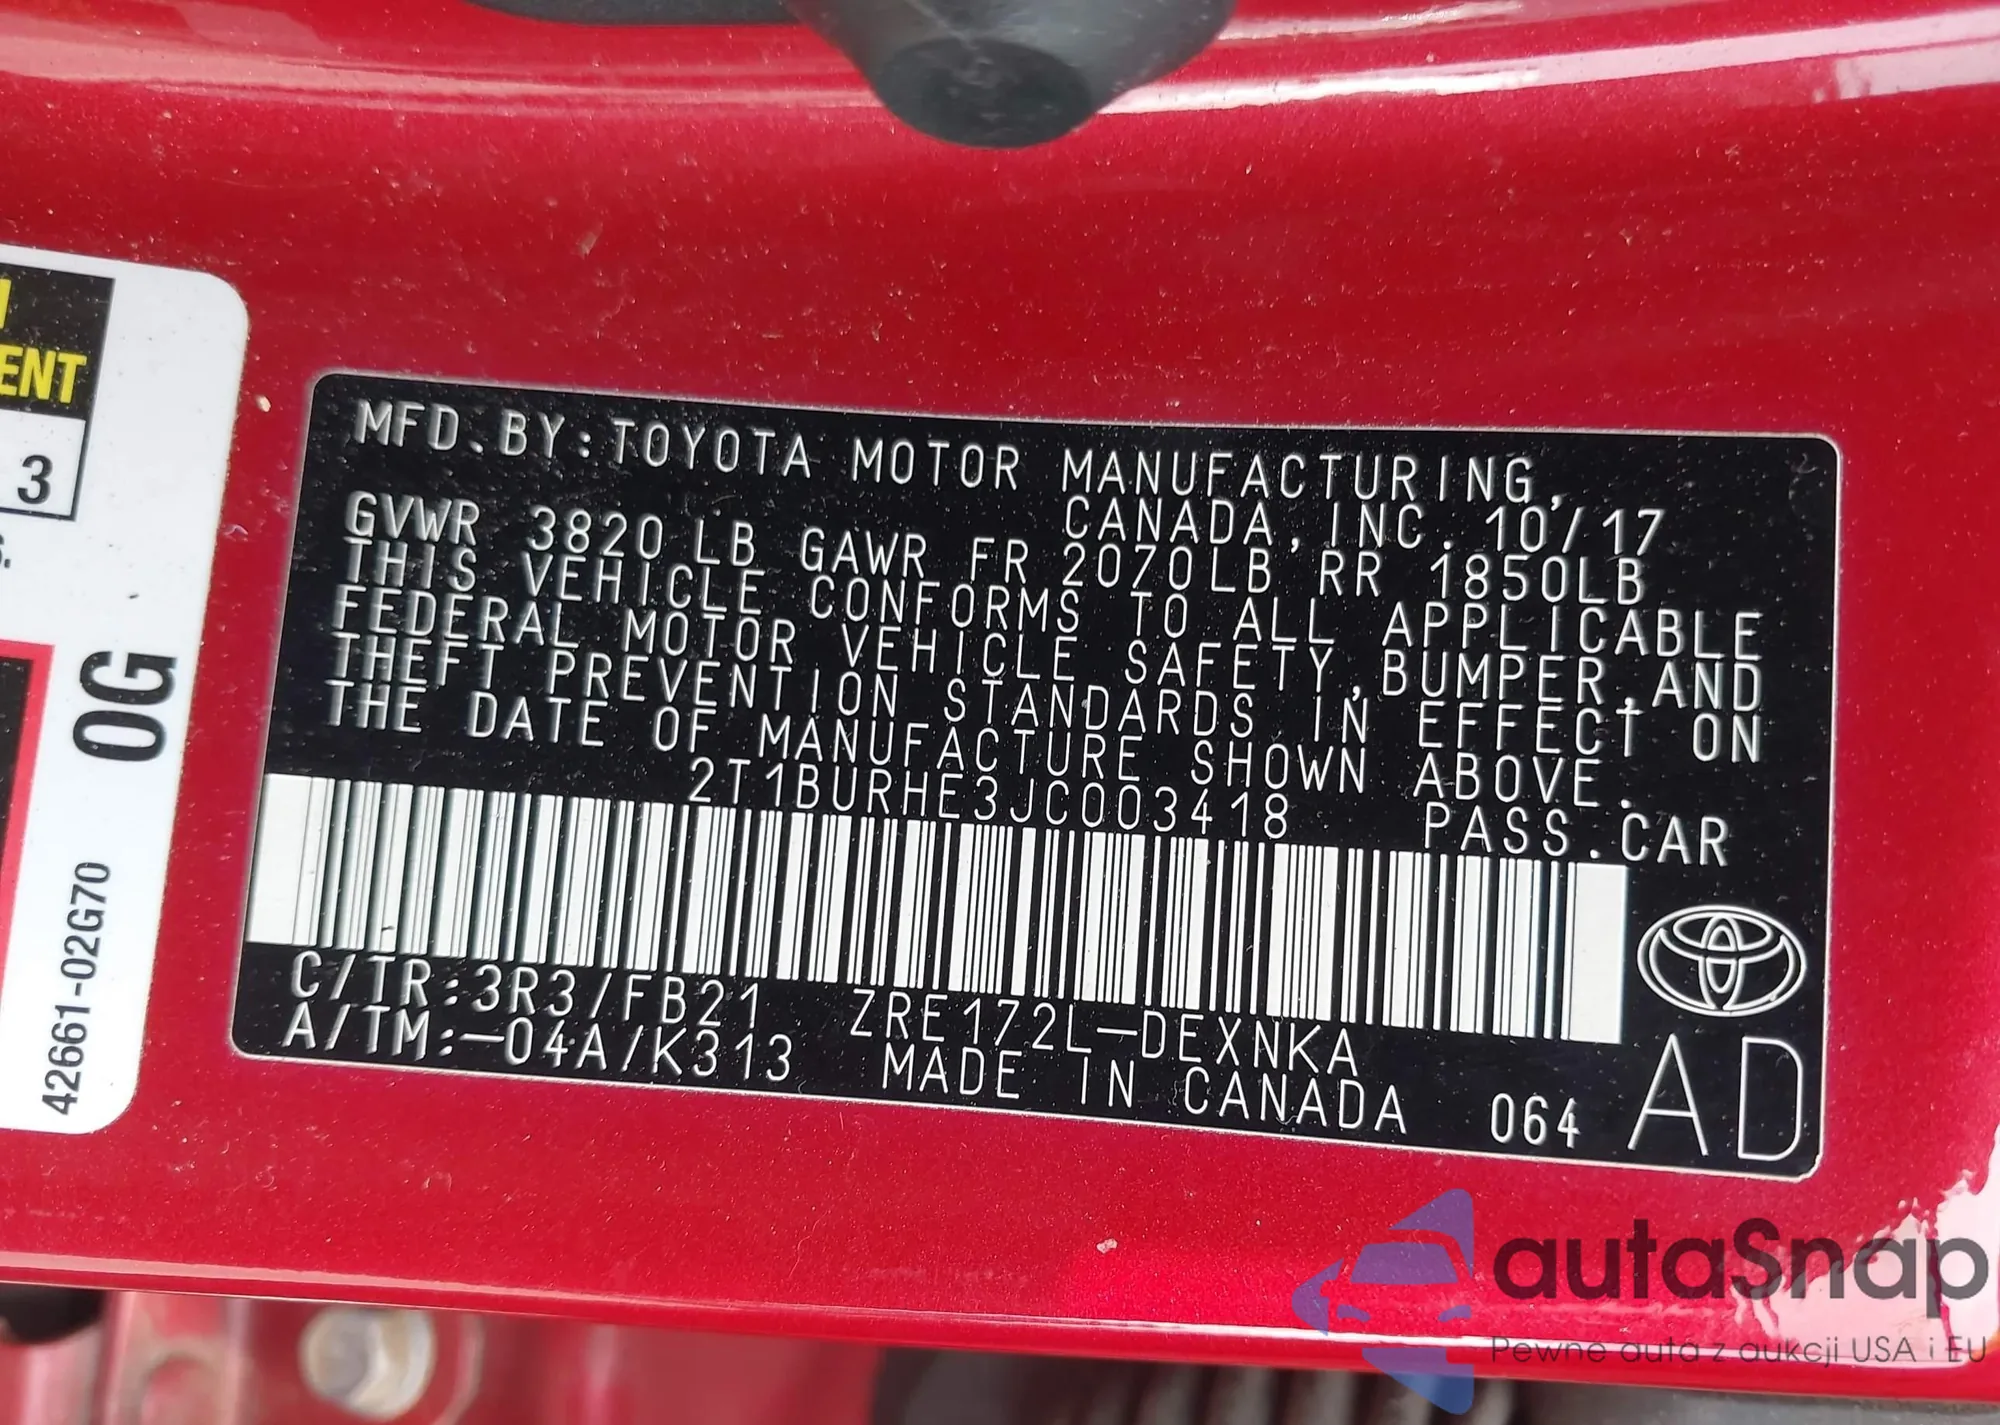 ENT
3
0G
42661-02G70
MFD.BY:TOYOTA MOTOR MANUFACTURING,
CANADA,INC.10/17
GVWR 3820LB GAWR FR 2070LB RR 1850LB
THIS VEHICLE CONFORMS TO ALL APPLICABLE
FEDERAL MOTOR VEHICLE SAFETY,BUMPER,AND
THEFT PREVENTION STANDARDS IN EFFECT ON
THE DATE OF MANUFACTURE SHOWN ABOVE.
2T1BURHE3JC003418 PASS.CAR
C/TR:3R3/FB21 ZRE172L-DEXNKA
A/TM:-04A/K313 MADE IN CANADA 064 AD
autaSnap
Pewne auta z aukcji USA i EU